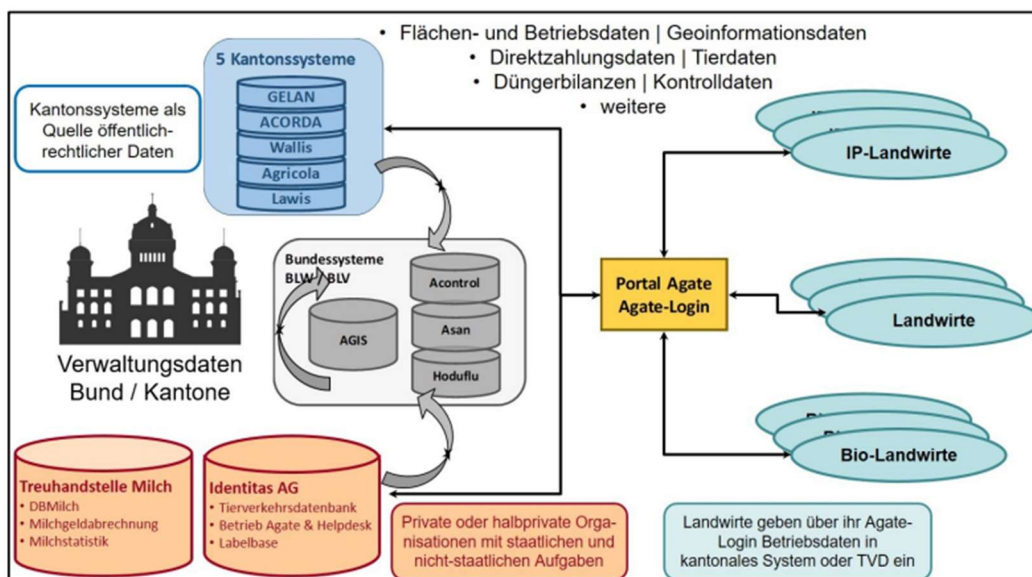 • Flächen- und Betriebsdaten | Geoinformationsdaten
• Direktzahlungsdaten | Tierdaten
• Düngerbilanzen | Kontrolldaten
• weitere
5 Kantonssysteme
GELAN
ACORDA
Wallis
Agricola
Lawis
Kantonssysteme als
Quelle öffentlich-
rechtlicher Daten
IP-Landwirte
Bundessysteme
BLW / BLV
Acontrol
AGIS
Asan
Hoduflu
Portal Agate
Agate-Login
Landwirte
Verwaltungsdaten
Bund / Kantone
Bio-Landwirte
Treuhandstelle Milch
• DBMilch
• Milchgeldabrechnung
• Milchstatistik
Identitas AG
• Tierverkehrsdatenbank
• Betrieb Agate & Helpdesk
• Labelbase
Private oder halbprivate Orga-
nisationen mit staatlichen und
nicht-staatlichen Aufgaben
Landwirte geben über ihr Agate-
Login Betriebsdaten in
kantonales System oder TVD ein